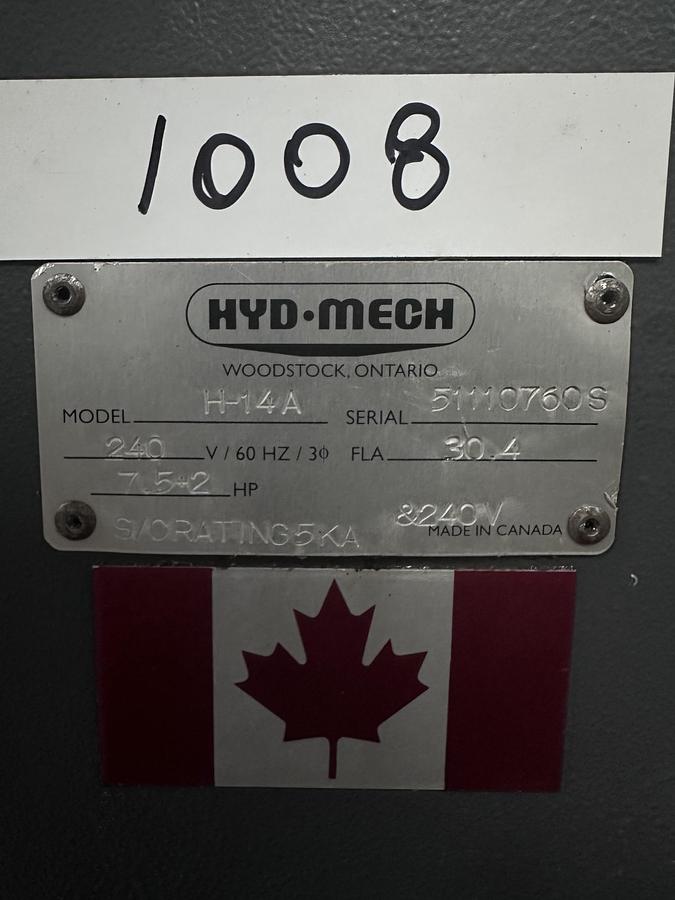 1008
HYD·MECH
WOODSTOCK, ONTARIO
MODEL H-14A SERIAL 51110760S
240 V / 60 HZ / 3ϕ FLA 30.4
7.5+2 HP
S/C RATING 5KA &240V
MADE IN CANADA